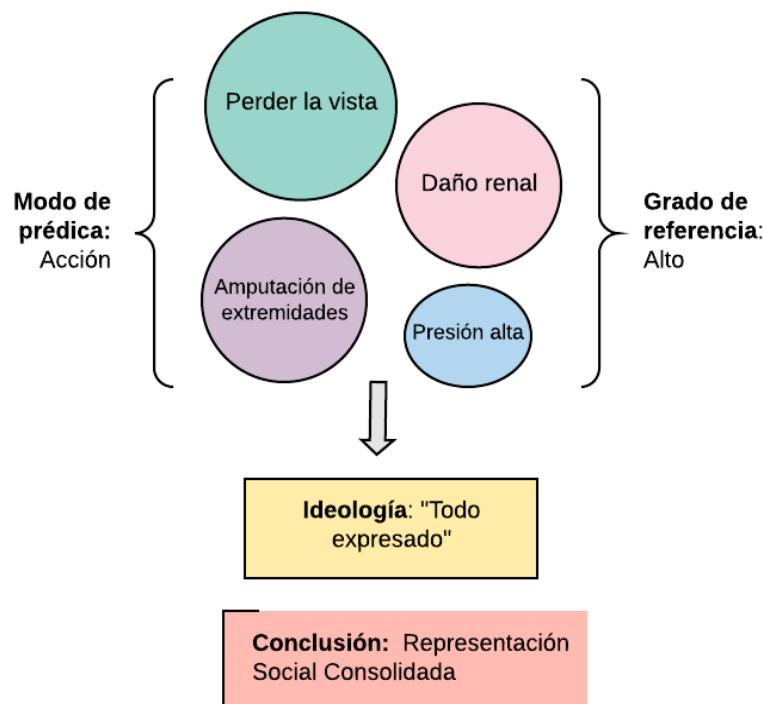 Perder la vista
Daño renal
Modo de
prédica:
Acción
Grado de
referencia:
Alto
Amputación de
extremidades
Presión alta
Ideología: "Todo
expresado"
Conclusión:  Representación
Social Consolidada